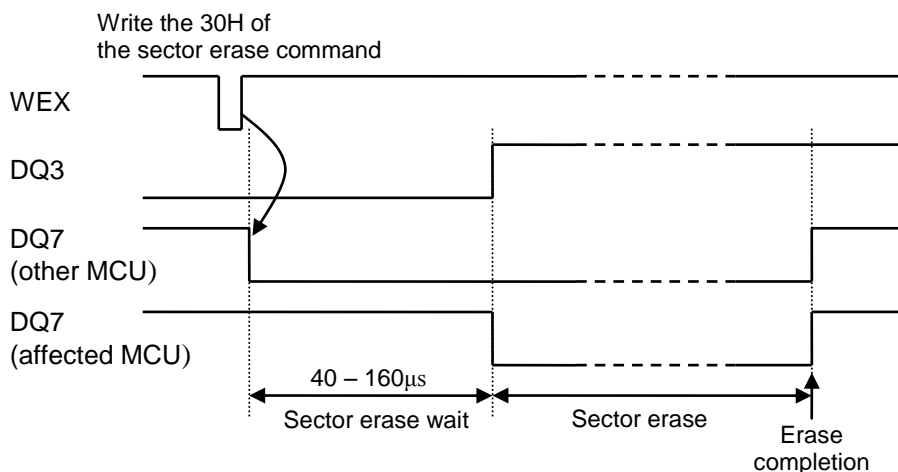 Write the 30H of
the sector erase command
WEX
DQ3
DQ7
(other MCU)
DQ7
(affected MCU)
40 – 160μs
Sector erase wait
Sector erase
Erase
completion